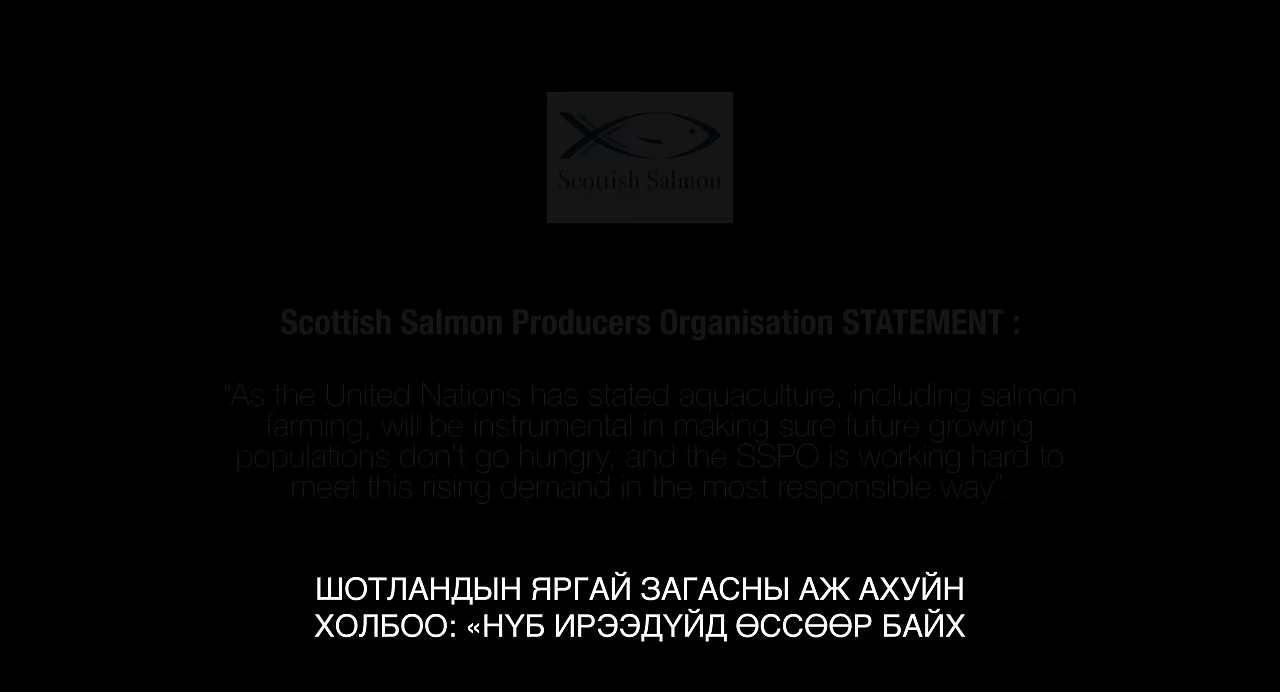 Scottish Salmon
Scottish Salmon Producers Organisation STATEMENT :
“As the United Nations has stated aquaculture, including salmon
farming, will be instrumental in making sure future growing
populations don’t go hungry, and the SSPO is working hard to
meet this rising demand in the most responsible way”.
ШОТЛАНДЫН ЯРГАЙ ЗАГАСНЫ АЖ АХУЙН
ХОЛБОО: «НҮБ ИРЭЭДҮЙД ӨССӨӨР БАЙХ